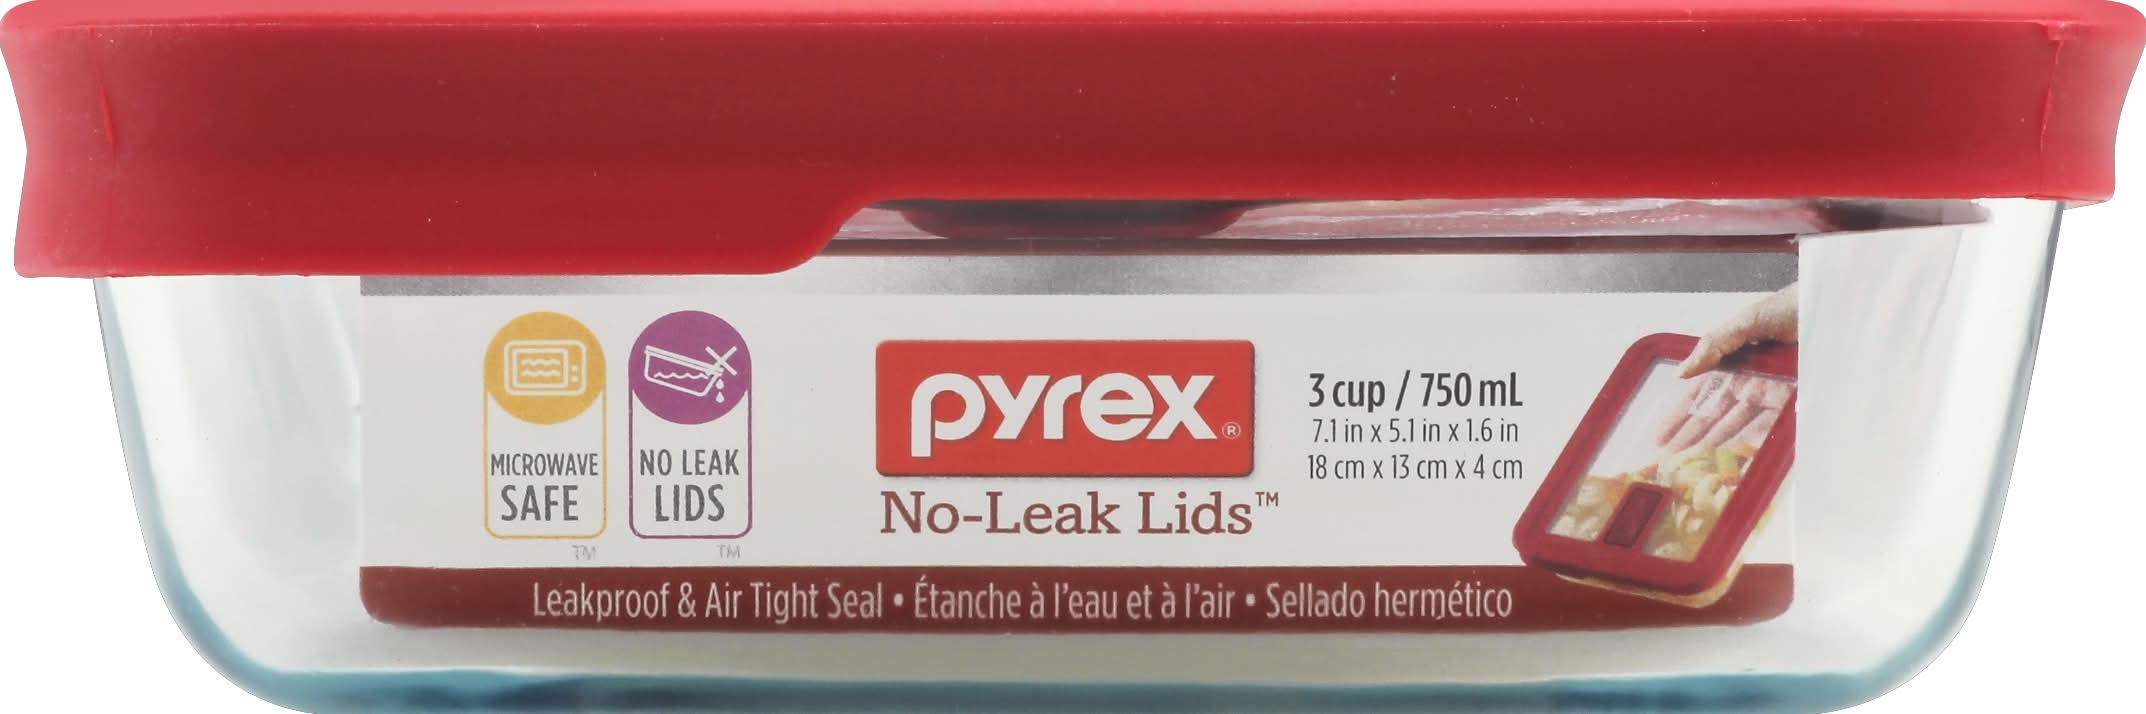 MICROWAVE
SAFE
TM
NO LEAK
LIDS
TM
pyrex®
No-Leak Lids™
3 cup / 750 mL
7.1 in x 5.1 in x 1.6 in
18 cm x 13 cm x 4 cm
Leakproof & Air Tight Seal • Étanche à l'eau et à l'air • Sellado hermético